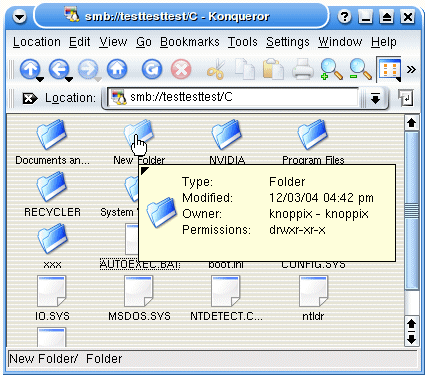 smb://testtesttest/C - Konqueror
Location Edit View Go Bookmarks Tools Settings Window Help
Location: smb://testtesttest/C
Documents an... New Folder NVIDIA Program Files
Type: Folder
Modified: 12/03/04 04:42 pm
Owner: knoppix - knoppix
Permissions: drwxr-xr-x
RECYCLER System
xxx AUTOEXEC.BAT boot.ini CONFIG.SYS
IO.SYS MSDOS.SYS NTDETECT.C... ntldr
New Folder/ Folder